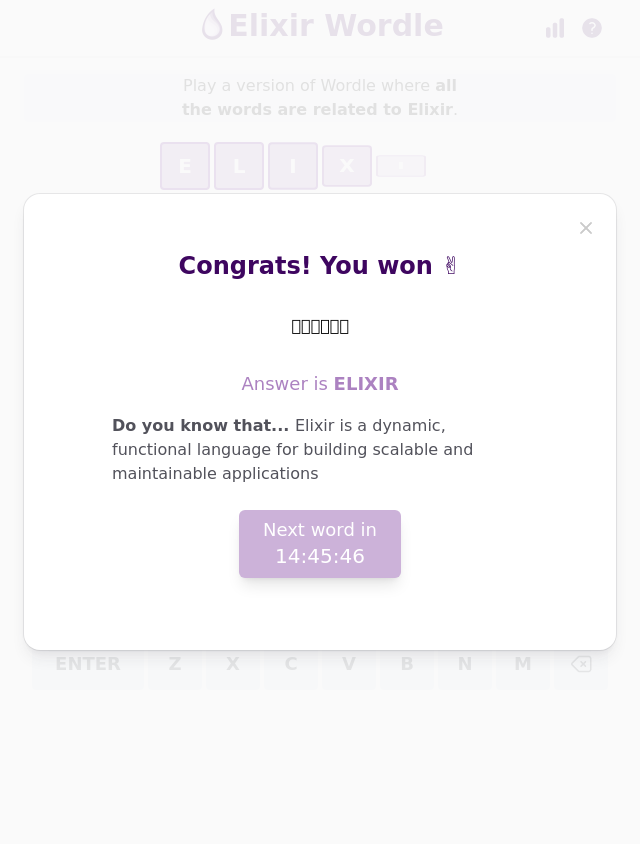 Elixir Wordle
?
Play a version of Wordle where all
the words are related to Elixir.
E L I X
Congrats! You won ✌
Answer is ELIXIR
Do you know that... Elixir is a dynamic,
functional language for building scalable and
maintainable applications
Next word in
14:45:46
ENTER Z X C V B N M